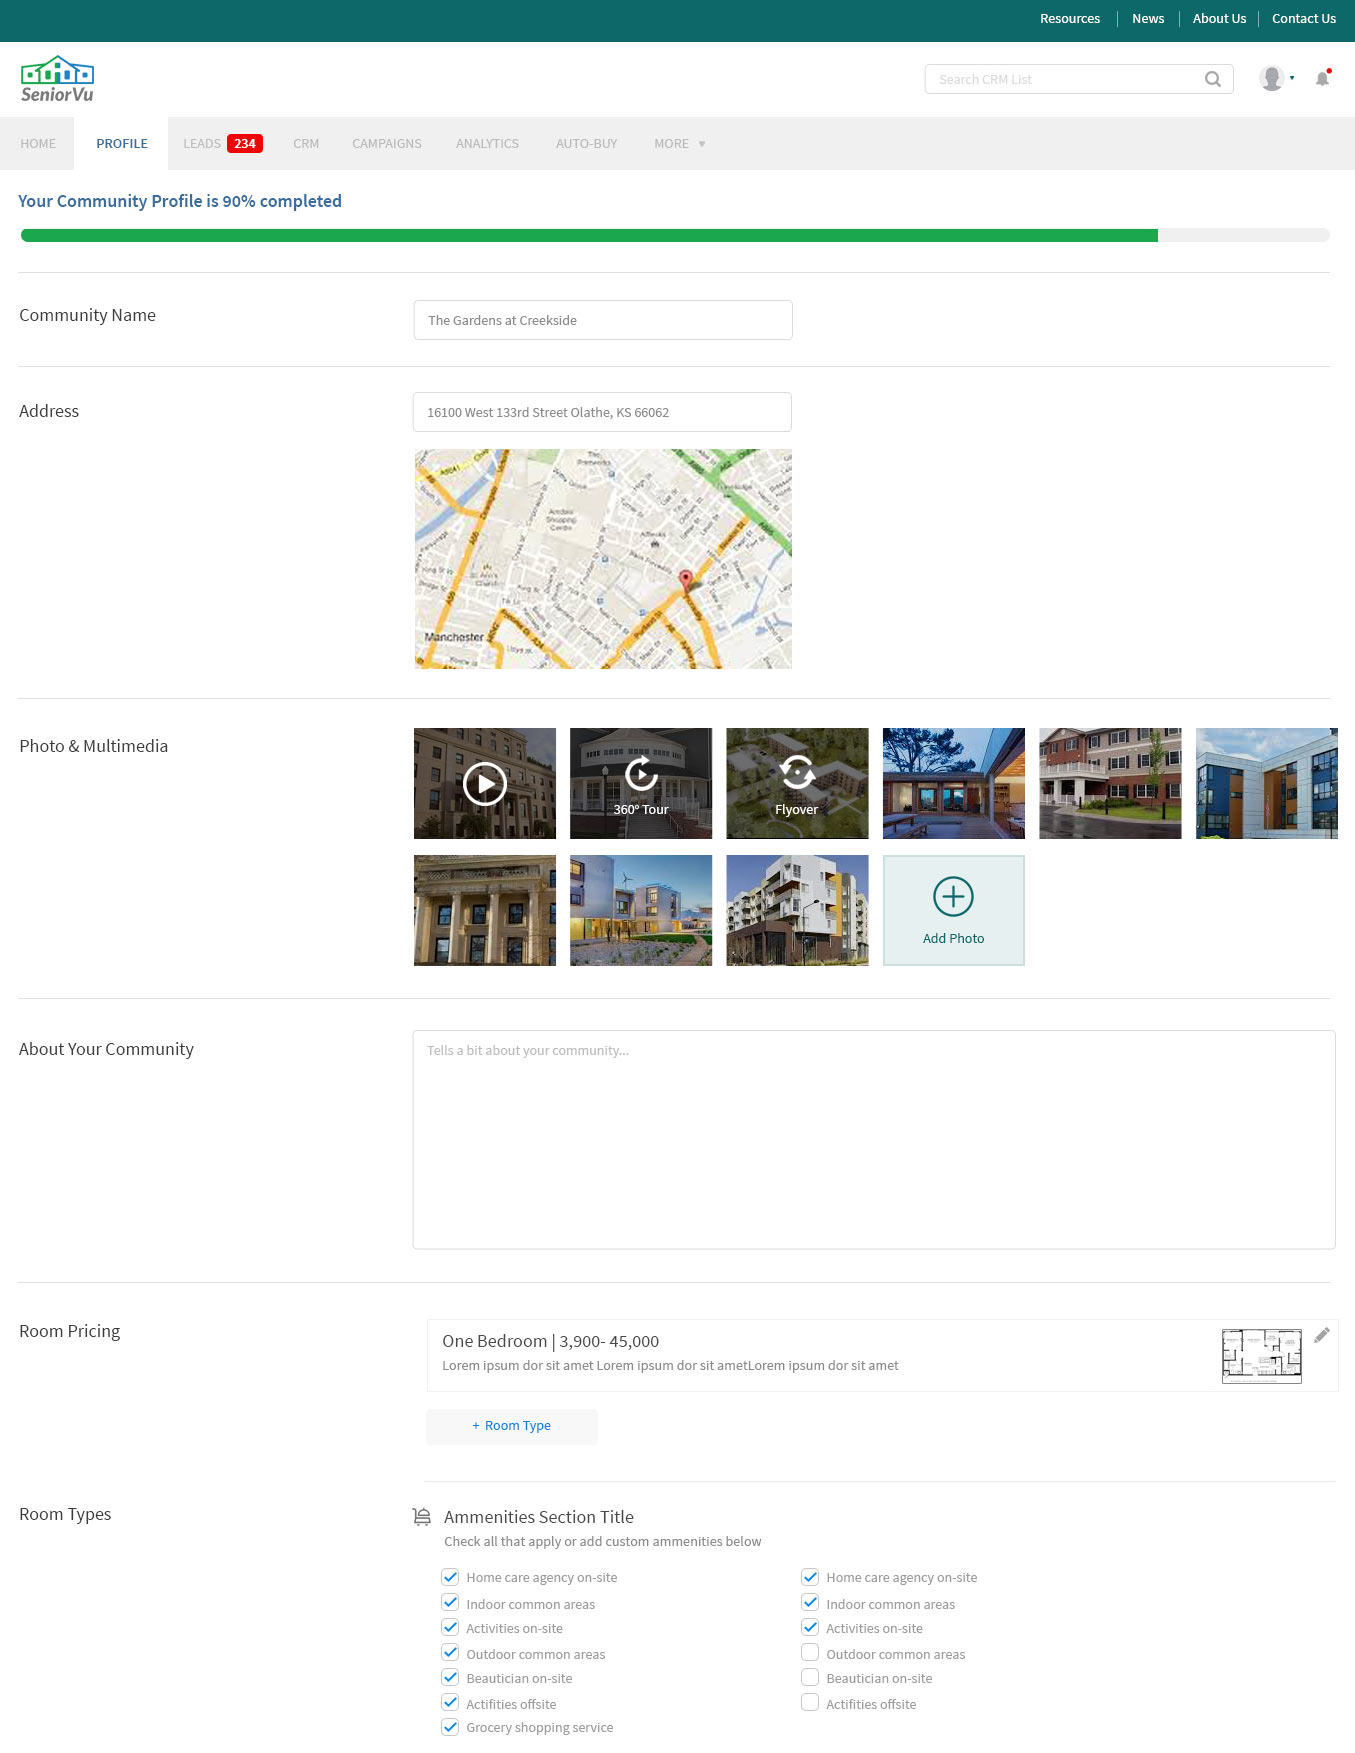 Resources News About Us Contact Us
SeniorVu
Search CRM List
HOME PROFILE LEADS 234 CRM CAMPAIGNS ANALYTICS AUTO-BUY MORE
Your Community Profile is 90% completed
Community Name
The Gardens at Creekside
Address
16100 West 133rd Street Olathe, KS 66062
Arndale
Shopping
Centre
Manchester
Photo & Multimedia
360° Tour
Flyover
Add Photo
About Your Community
Tells a bit about your community...
Room Pricing
One Bedroom | 3,900- 45,000
Lorem ipsum dor sit amet Lorem ipsum dor sit ametLorem ipsum dor sit amet
+ Room Type
Room Types
Ammenities Section Title
Check all that apply or add custom ammenities below
Home care agency on-site Home care agency on-site
Indoor common areas Indoor common areas
Activities on-site Activities on-site
Outdoor common areas Outdoor common areas
Beautician on-site Beautician on-site
Actifities offsite Actifities offsite
Grocery shopping service